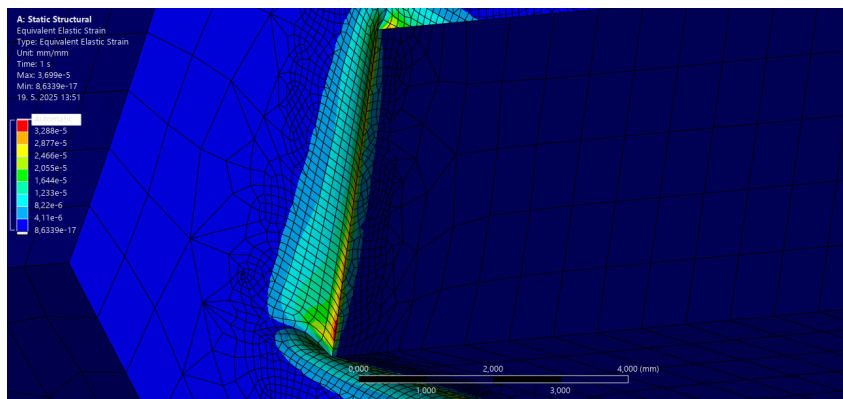 A: Static Structural
Equivalent Elastic Strain
Type: Equivalent Elastic Strain
Unit: mm/mm
Time: 1 s
Max: 3,699e-5
Min: 8,6339e-17
19. 5. 2025 13:51
3,288e-5
2,877e-5
2,466e-5
2,055e-5
1,644e-5
1,233e-5
8,22e-6
4,11e-6
8,6339e-17
0,000 2,000 4,000 (mm)
1,000 3,000